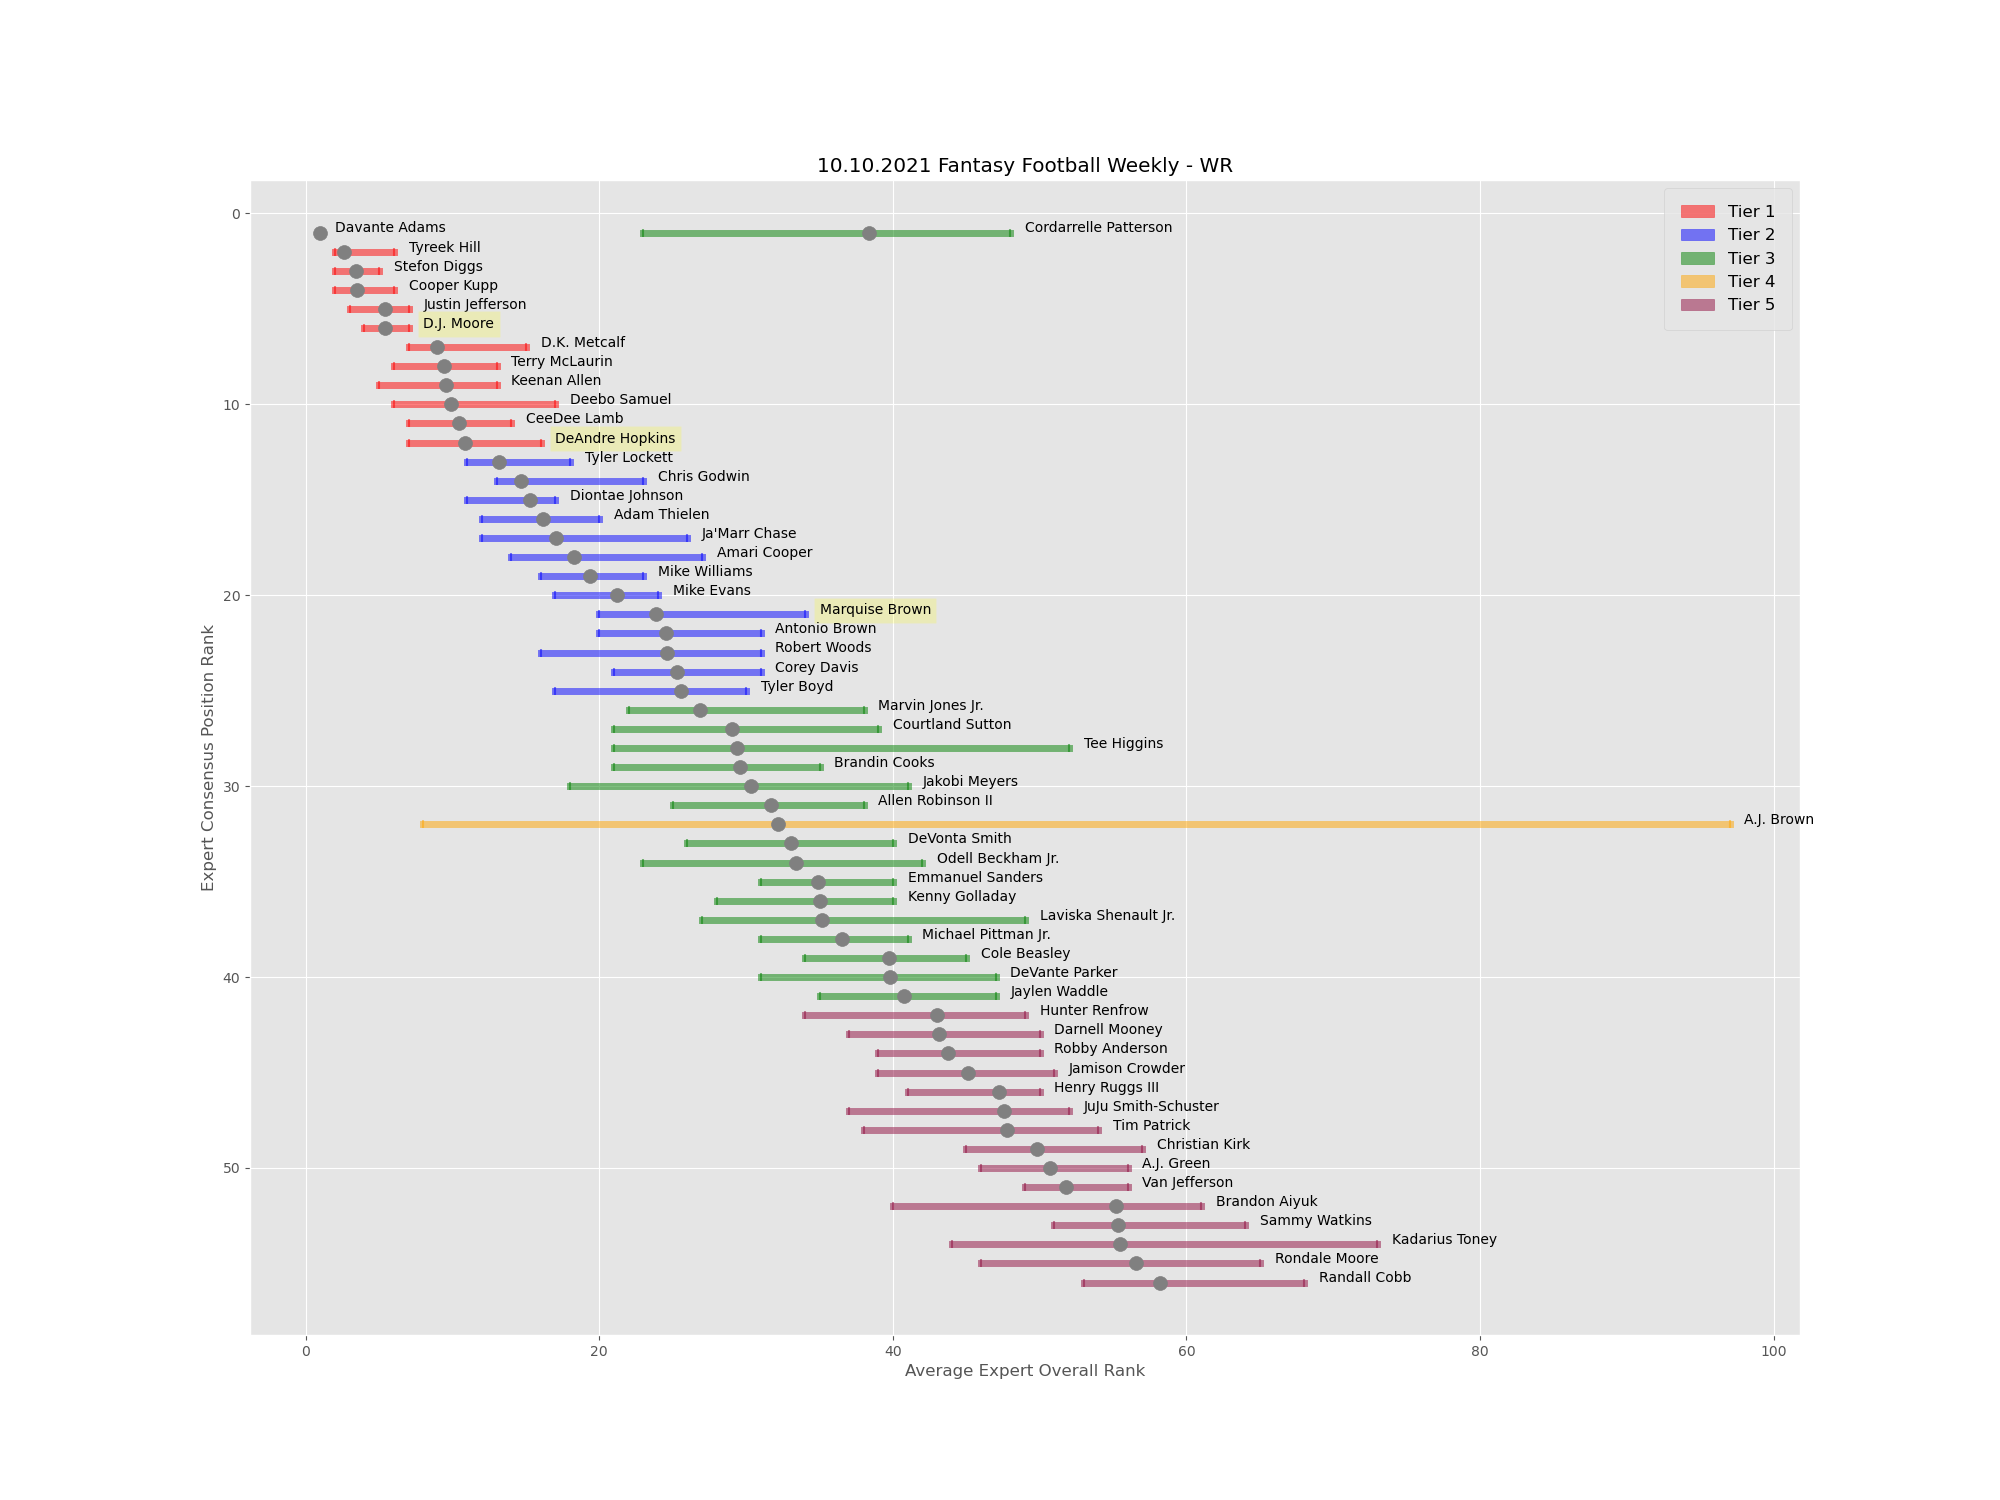 10.10.2021 Fantasy Football Weekly - WR
Tier 1
Tier 2
Tier 3
Tier 4
Tier 5
0
10
20
30
40
50
Expert Consensus Position Rank
Davante Adams
Cordarrelle Patterson
Tyreek Hill
Stefon Diggs
Cooper Kupp
Justin Jefferson
D.J. Moore
D.K. Metcalf
Terry McLaurin
Keenan Allen
Deebo Samuel
CeeDee Lamb
DeAndre Hopkins
Tyler Lockett
Chris Godwin
Diontae Johnson
Adam Thielen
Ja'Marr Chase
Amari Cooper
Mike Williams
Mike Evans
Marquise Brown
Antonio Brown
Robert Woods
Corey Davis
Tyler Boyd
Marvin Jones Jr.
Courtland Sutton
Tee Higgins
Brandin Cooks
Jakobi Meyers
Allen Robinson II
A.J. Brown
DeVonta Smith
Odell Beckham Jr.
Emmanuel Sanders
Kenny Golladay
Laviska Shenault Jr.
Michael Pittman Jr.
Cole Beasley
DeVante Parker
Jaylen Waddle
Hunter Renfrow
Darnell Mooney
Robby Anderson
Jamison Crowder
Henry Ruggs III
JuJu Smith-Schuster
Tim Patrick
Christian Kirk
A.J. Green
Van Jefferson
Brandon Aiyuk
Sammy Watkins
Kadarius Toney
Rondale Moore
Randall Cobb
0
20
40
60
80
100
Average Expert Overall Rank